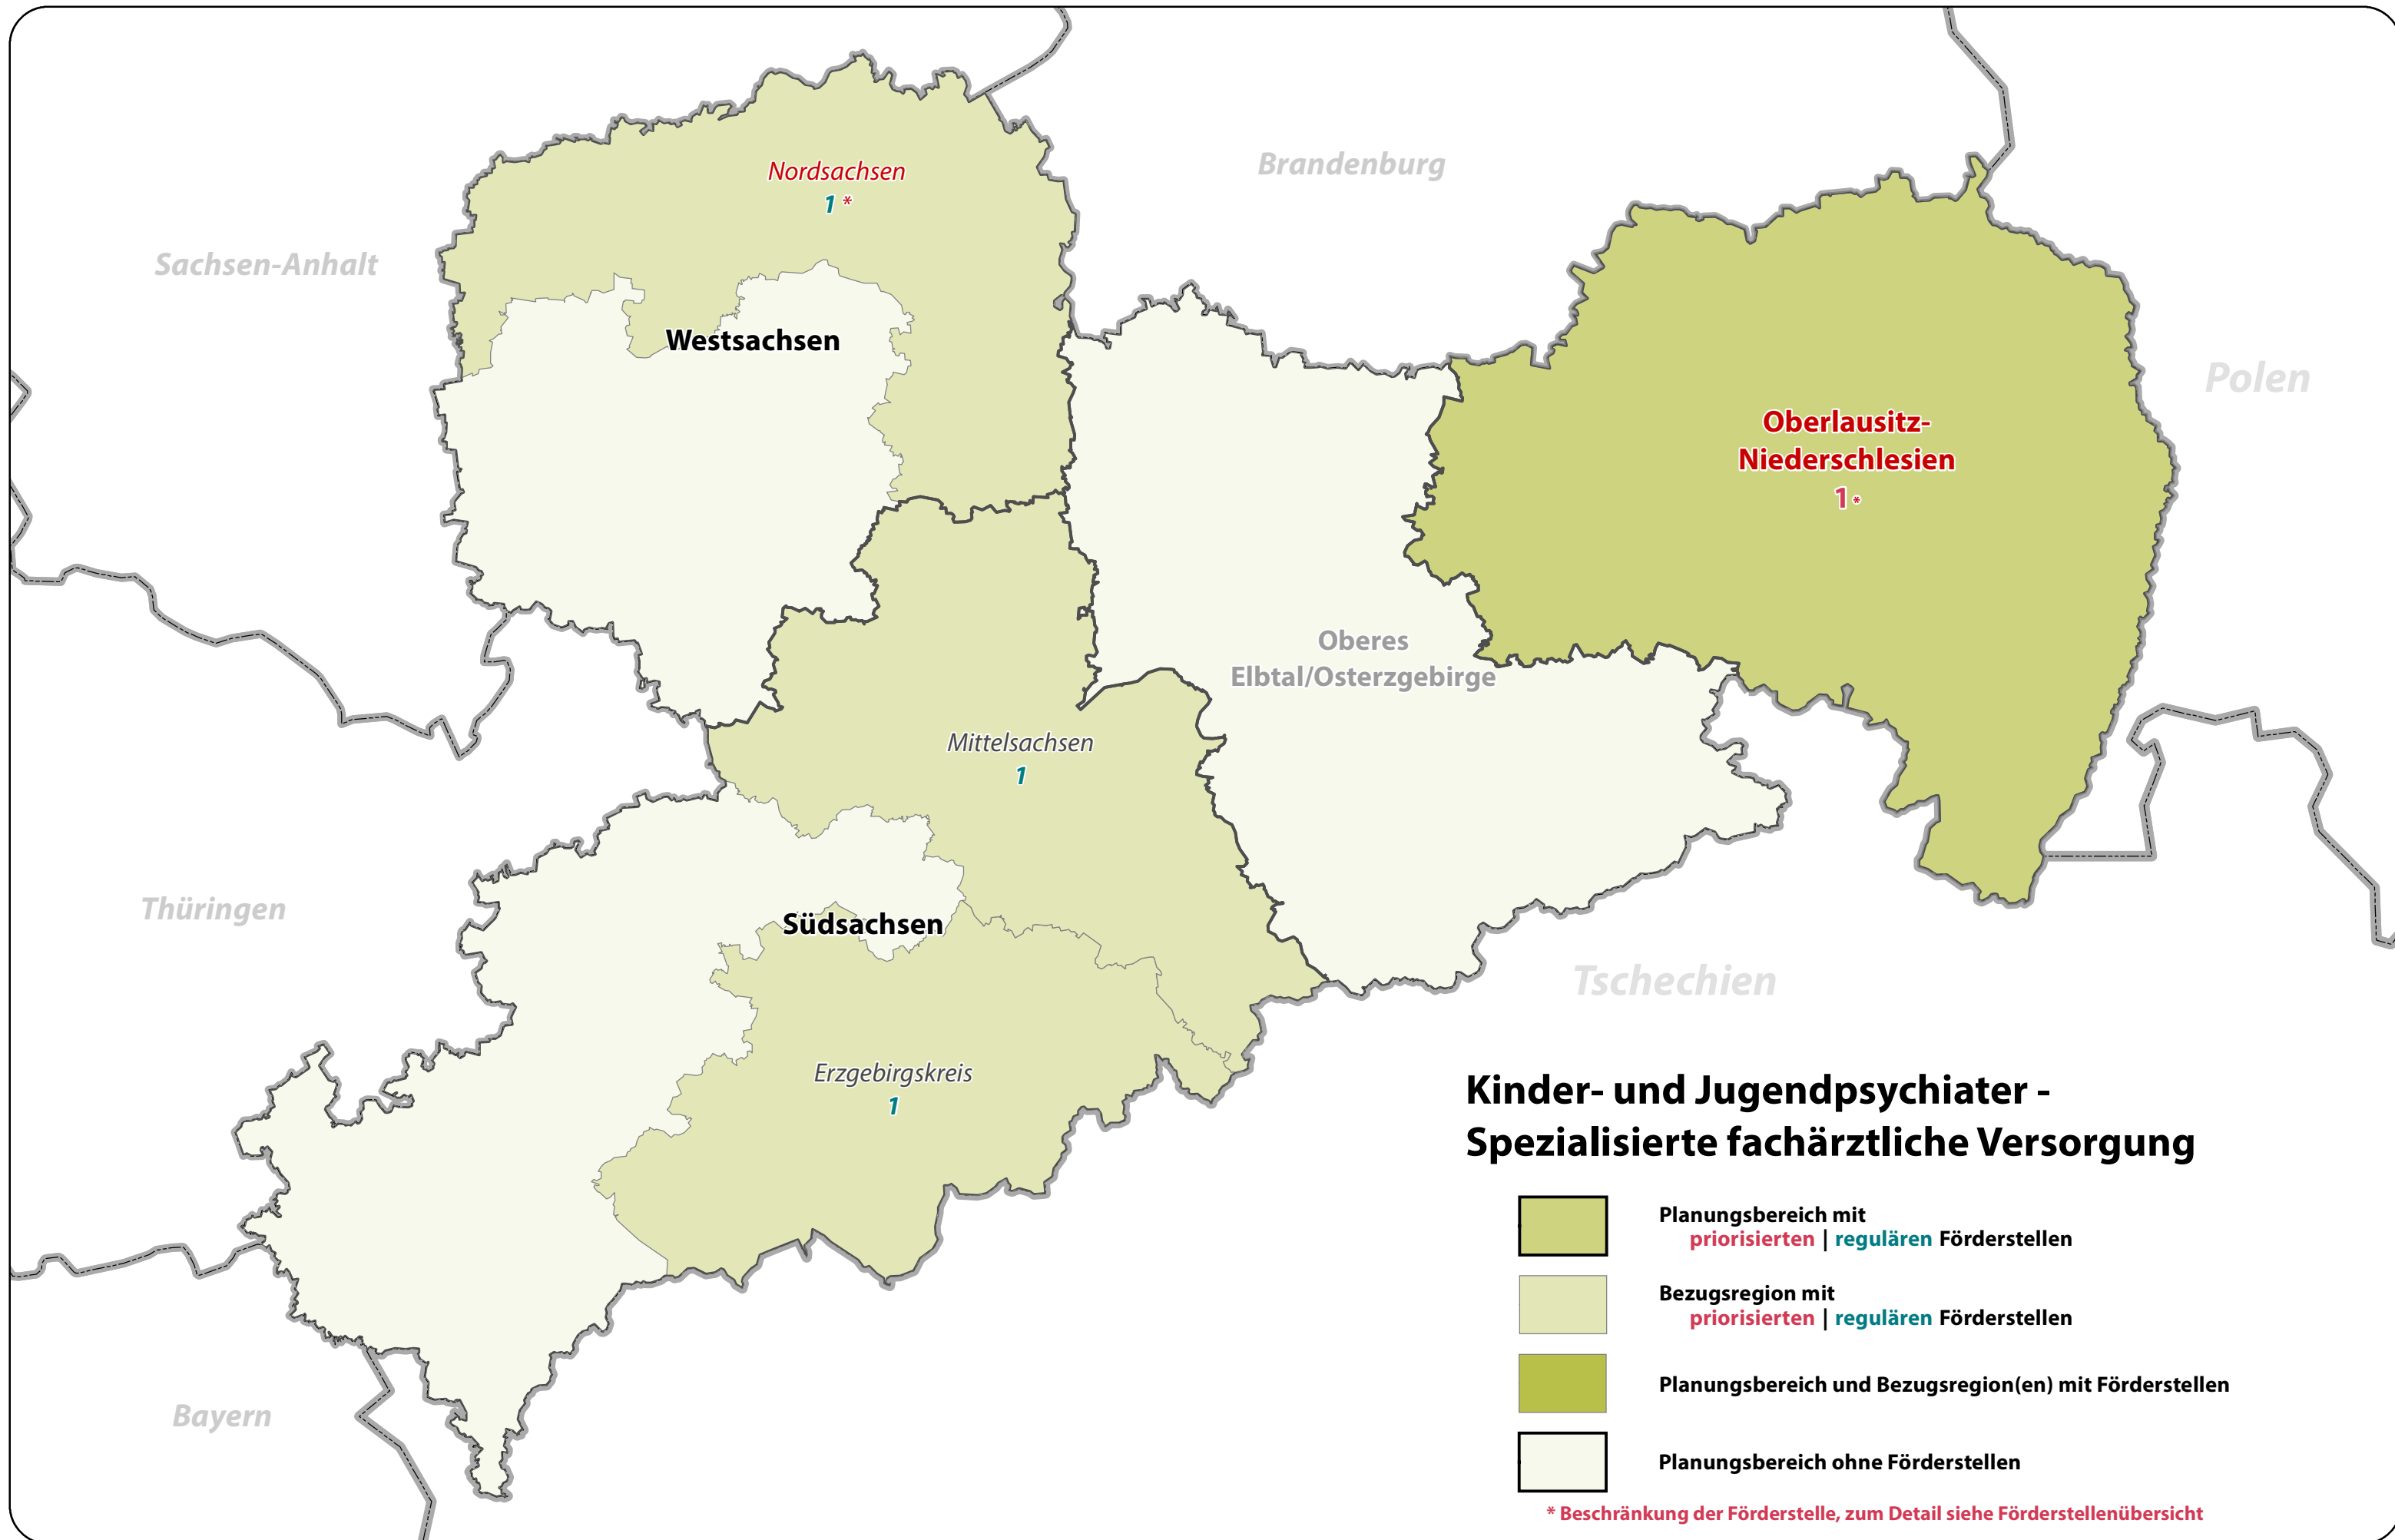 Nordsachsen
1 *
Brandenburg
Sachsen-Anhalt
Westsachsen
Polen
Oberlausitz-
Niederschlesien
1 *
Oberes
Elbtal/Osterzgebirge
Mittelsachsen
1
Thüringen
Südsachsen
Tschechien
Erzgebirgskreis
1
Bayern
Kinder- und Jugendpsychiater -
Spezialisierte fachärztliche Versorgung
Planungsbereich mit
priorisierten | regulären Förderstellen
Bezugsregion mit
priorisierten | regulären Förderstellen
Planungsbereich und Bezugsregion(en) mit Förderstellen
Planungsbereich ohne Förderstellen
* Beschränkung der Förderstelle, zum Detail siehe Förderstellenübersicht